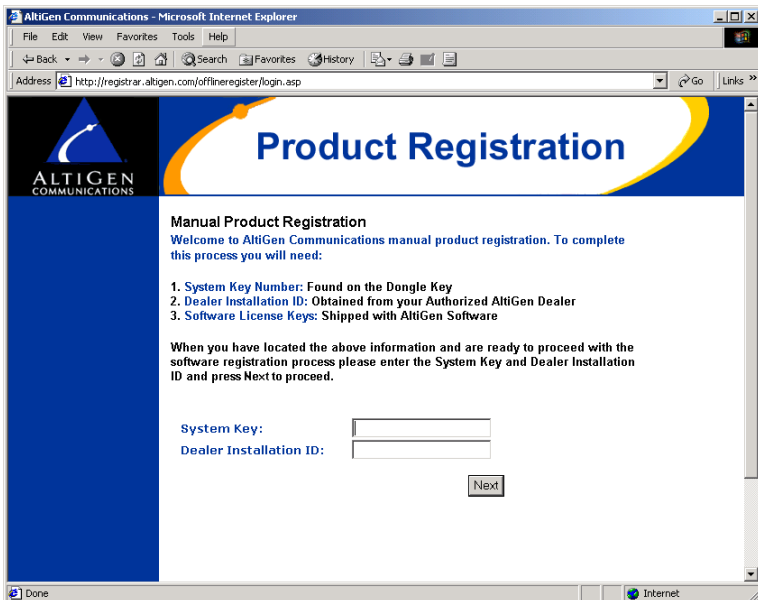 AltiGen Communications - Microsoft Internet Explorer
File Edit View Favorites Tools Help
Back Search Favorites History
Address http://registrar.altigen.com/offlineregister/login.asp Go Links »
ALTIGEN
COMMUNICATIONS
Product Registration
Manual Product Registration
Welcome to AltiGen Communications manual product registration. To complete
this process you will need:
1. System Key Number: Found on the Dongle Key
2. Dealer Installation ID: Obtained from your Authorized AltiGen Dealer
3. Software License Keys: Shipped with AltiGen Software
When you have located the above information and are ready to proceed with the
software registration process please enter the System Key and Dealer Installation
ID and press Next to proceed.
System Key:
Dealer Installation ID:
Next
Done Internet